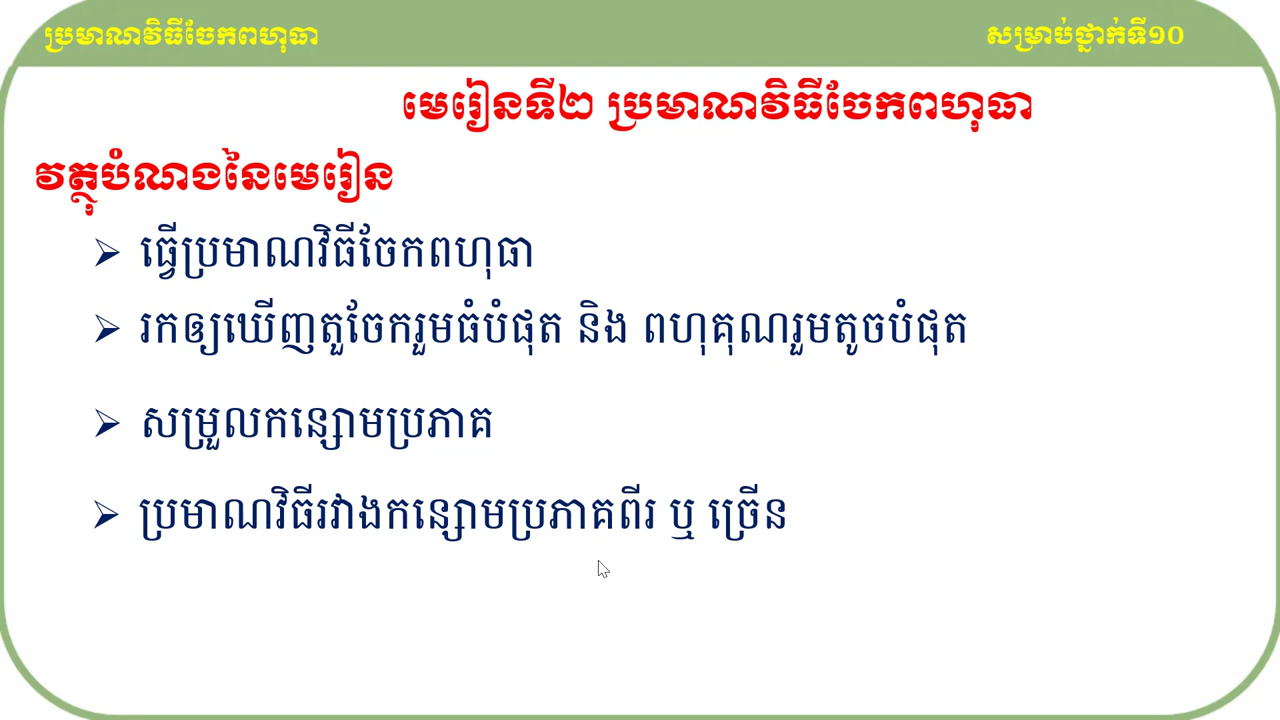 ប្រមាណវិធីចែកពហុធា
សម្រាប់ថ្នាក់ទី១០
មេរៀនទី២ ប្រមាណវិធីចែកពហុធា
វត្ថុបំណងនៃមេរៀន
➢ ធ្វើប្រមាណវិធីចែកពហុធា
➢ រកឲ្យឃើញតួចែករួមធំបំផុត និង ពហុគុណរួមតូចបំផុត
➢ សម្រួលកន្សោមប្រភាគ
➢ ប្រមាណវិធីរវាងកន្សោមប្រភាគពីរ ឬ ច្រើន